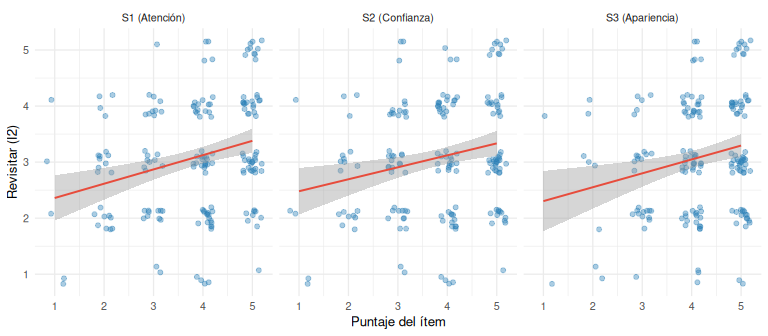 S1 (Atención) S2 (Confianza) S3 (Apariencia)
Revisitar (I2)
5
4
3
2
1
1 2 3 4 5 1 2 3 4 5 1 2 3 4 5
Puntaje del ítem